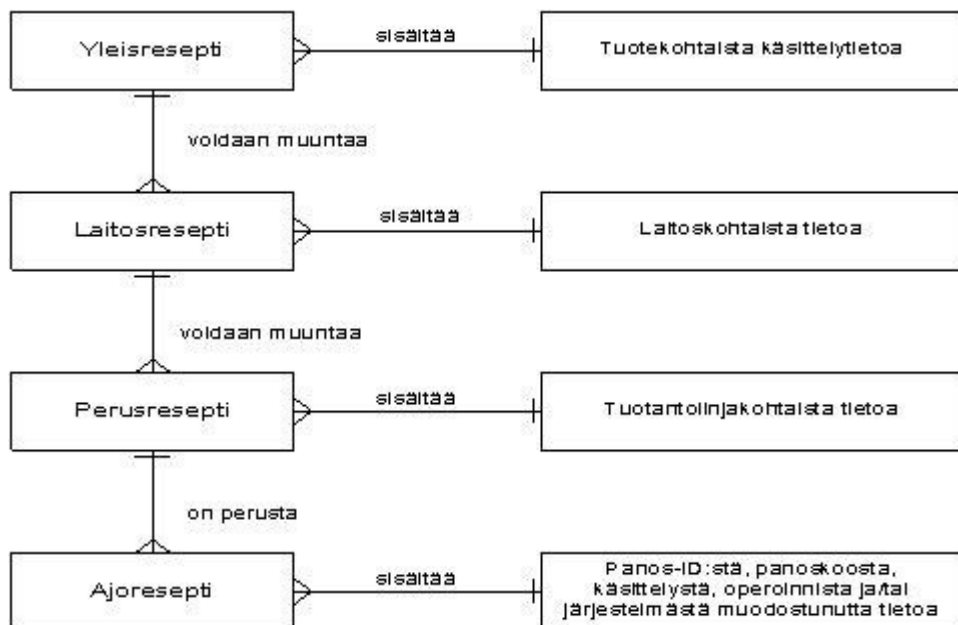 Yleisresepti
sisältää
Tuotekohtaista käsittelytietoa
voidaan muuntaa
Laitosresepti
sisältää
Laitoskohtaista tietoa
voidaan muuntaa
Perusresepti
sisältää
Tuotantolinjakohtaista tietoa
on perusta
Ajoresepti
sisältää
Panos-ID:stä, panoskoosta,
käsittelystä, operoinnista ja/tai
järjestelmästä muodostunutta tietoa